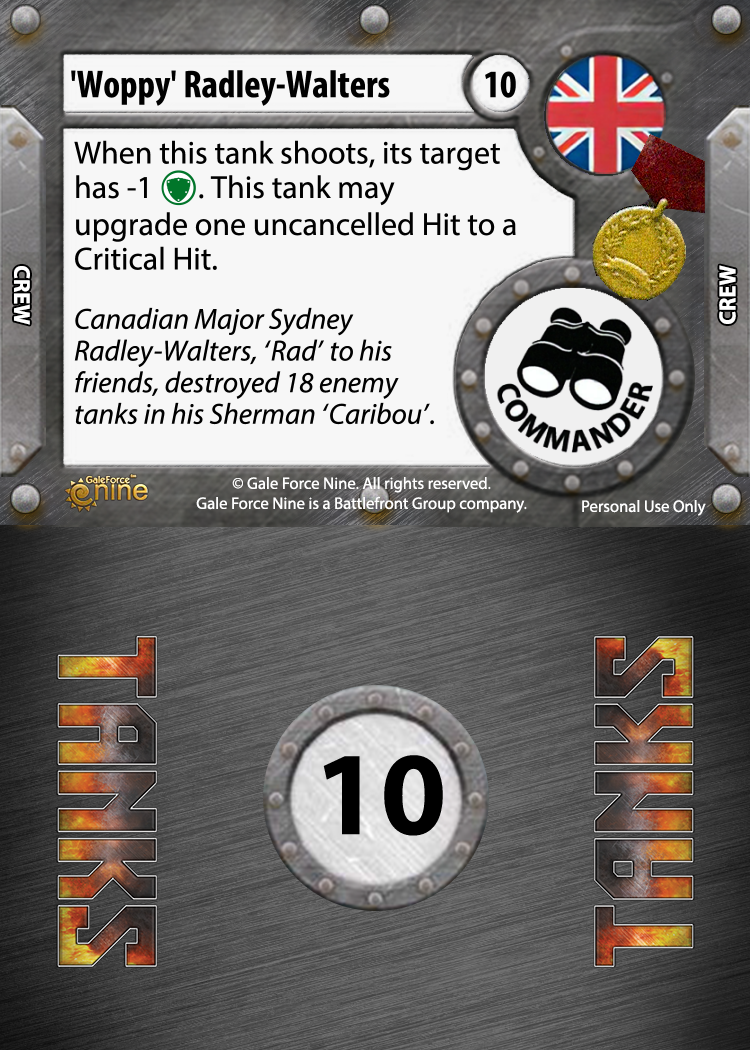 'Woppy' Radley-Walters
10
When this tank shoots, its target
has -1 . This tank may
upgrade one uncancelled Hit to a
Critical Hit.
Canadian Major Sydney
Radley-Walters, ‘Rad’ to his
friends, destroyed 18 enemy
tanks in his Sherman ‘Caribou’.
COMMANDER
CREW
CREW
GaleForce™
nine
© Gale Force Nine. All rights reserved.
Gale Force Nine is a Battlefront Group company.
Personal Use Only
TANKS
10
TANKS